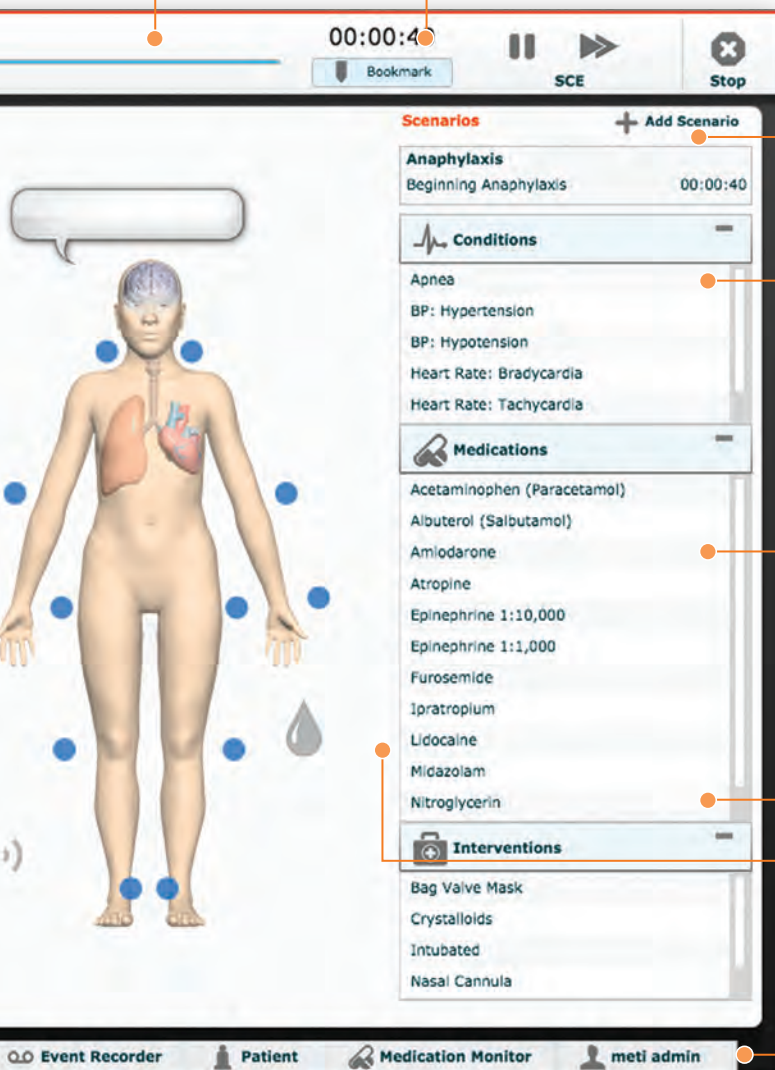 00:00:40
Bookmark
SCE
Stop
Scenarios
Add Scenario
Anaphylaxis
Beginning Anaphylaxis 00:00:40
Conditions
Apnea
BP: Hypertension
BP: Hypotension
Heart Rate: Bradycardia
Heart Rate: Tachycardia
Medications
Acetaminophen (Paracetamol)
Albuterol (Salbutamol)
Amiodarone
Atropine
Epinephrine 1:10,000
Epinephrine 1:1,000
Furosemide
Ipratropium
Lidocaine
Midazolam
Nitroglycerin
Interventions
Bag Valve Mask
Crystalloids
Intubated
Nasal Cannula
Event Recorder Patient Medication Monitor meti admin